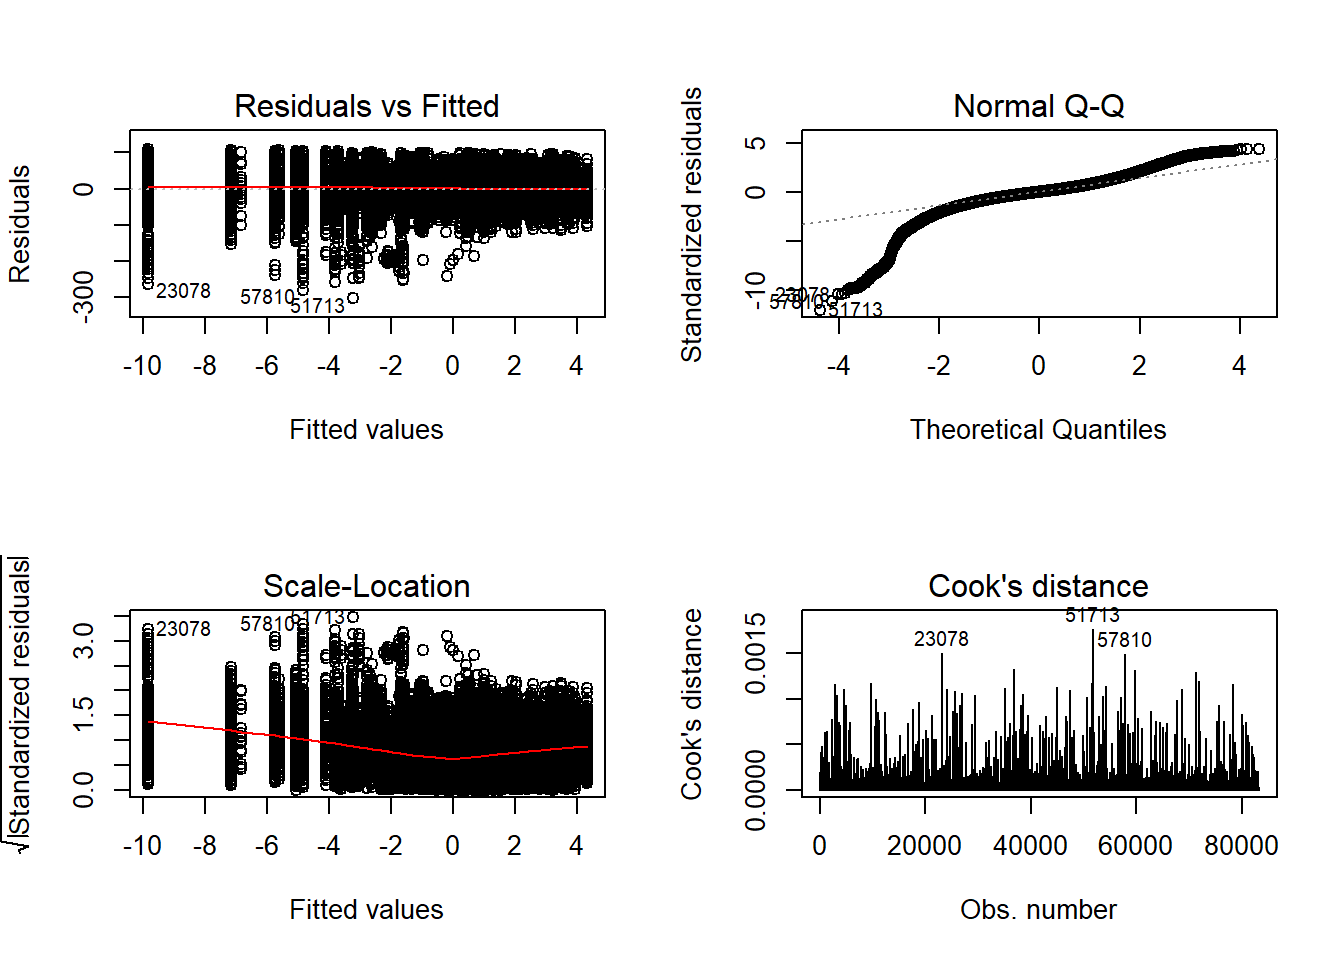 Residuals vs Fitted
Residuals
0
-300
23078
57810
51713
-10 -8 -6 -4 -2 0 2 4
Fitted values
Normal Q-Q
Standardized residuals
5
0
-10
23078
57810
51713
-4 -2 0 2 4
Theoretical Quantiles
Scale-Location
√|Standardized residuals|
3.0
1.5
0.0
23078
57810
51713
-10 -8 -6 -4 -2 0 2 4
Fitted values
Cook's distance
Cook's distance
0.0015
0.0000
51713
23078
57810
0 20000 40000 60000 80000
Obs. number